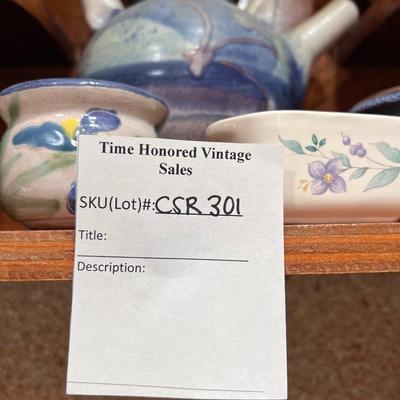 Time Honored Vintage
Sales
SKU(Lot)#: CSR 301
Title:
Description: